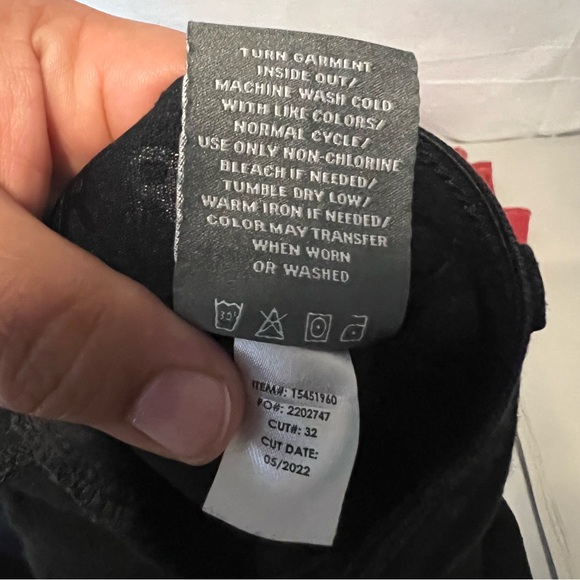 TURN GARMENT
INSIDE OUT/
MACHINE WASH COLD
WITH LIKE COLORS/
NORMAL CYCLE/
USE ONLY NON-CHLORINE
BLEACH IF NEEDED/
TUMBLE DRY LOW/
WARM IRON IF NEEDED/
COLOR MAY TRANSFER
WHEN WORN
OR WASHED
30
ITEM#: T5451960
PO#: 2202747
CUT#: 32
CUT DATE:
05/2022